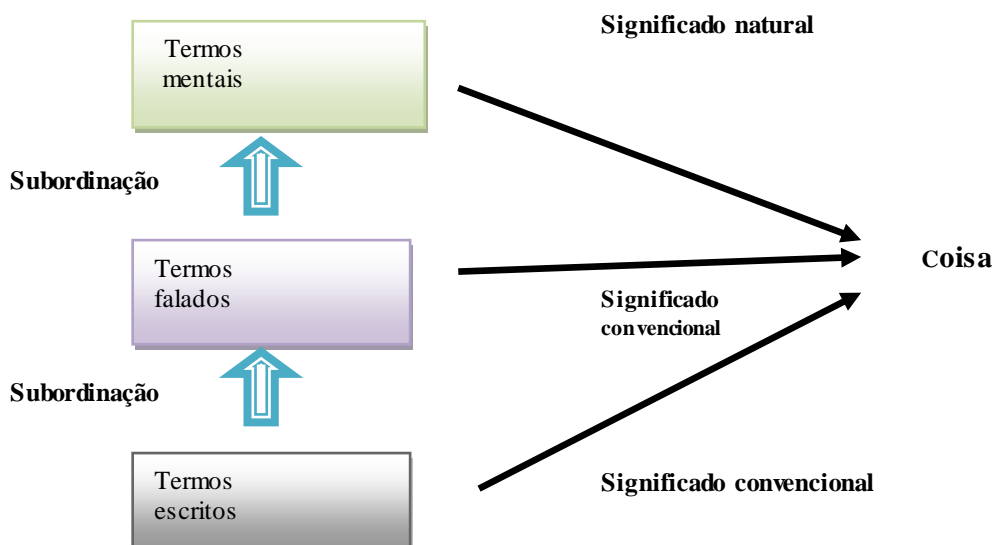 Significado natural
Termos
mentais
Subordinação
Termos
falados
Coisa
Significado
convencional
Subordinação
Termos
escritos
Significado convencional